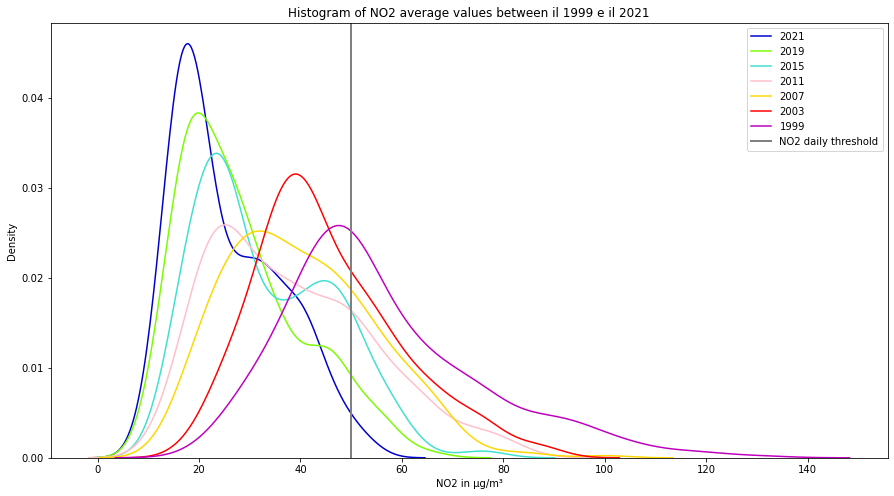 Histogram of NO2 average values between il 1999 e il 2021
2021
2019
2015
2011
2007
2003
1999
NO2 daily threshold
Density
0.04
0.03
0.02
0.01
0.00
0 20 40 60 80 100 120 140
NO2 in µg/m³